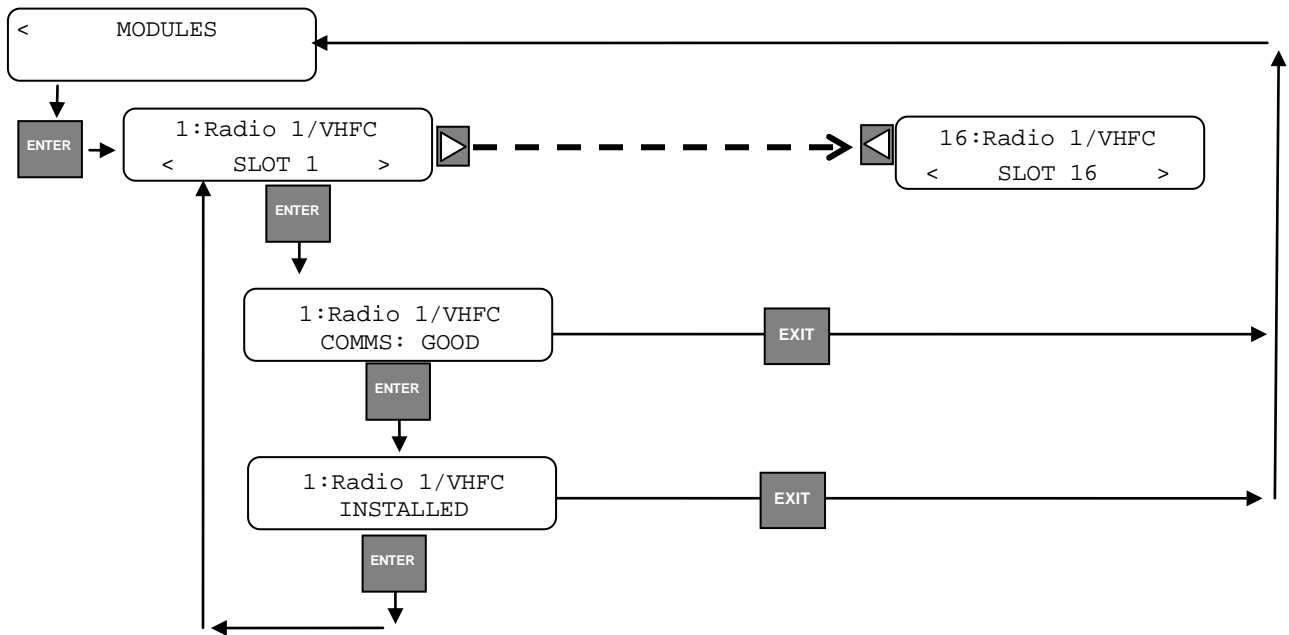 < MODULES
ENTER
1:Radio 1/VHFC
< SLOT 1 >
16:Radio 1/VHFC
< SLOT 16 >
ENTER
1:Radio 1/VHFC
COMMS: GOOD
EXIT
ENTER
1:Radio 1/VHFC
INSTALLED
EXIT
ENTER